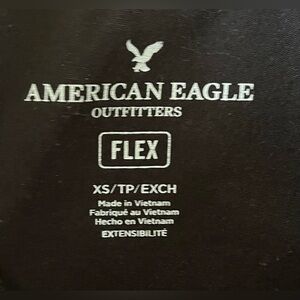 AMERICAN EAGLE
OUTFITTERS
FLEX
XS/TP/EXCH
Made in Vietnam
Fabriqué au Vietnam
Hecho en Vietnam
EXTENSIBILITÉ